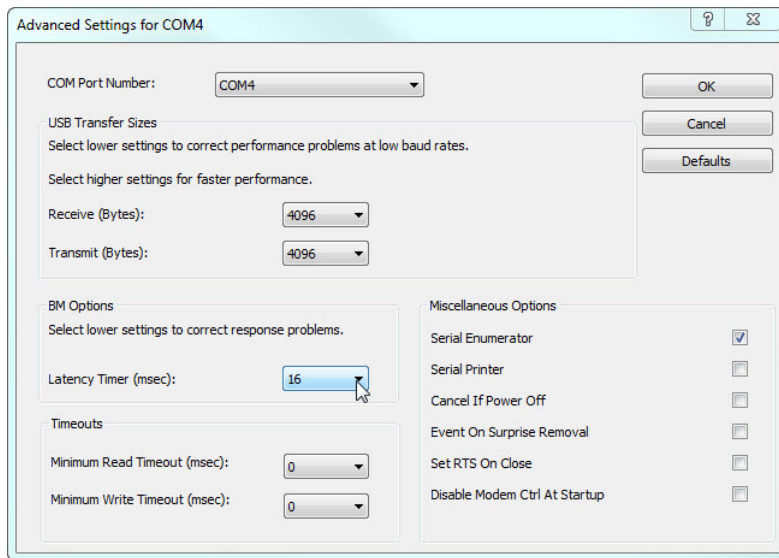 Advanced Settings for COM4
?
COM Port Number: COM4
OK
Cancel
Defaults
USB Transfer Sizes
Select lower settings to correct performance problems at low baud rates.
Select higher settings for faster performance.
Receive (Bytes): 4096
Transmit (Bytes): 4096
BM Options
Select lower settings to correct response problems.
Latency Timer (msec): 16
Timeouts
Minimum Read Timeout (msec): 0
Minimum Write Timeout (msec): 0
Miscellaneous Options
Serial Enumerator
Serial Printer
Cancel If Power Off
Event On Surprise Removal
Set RTS On Close
Disable Modem Ctrl At Startup